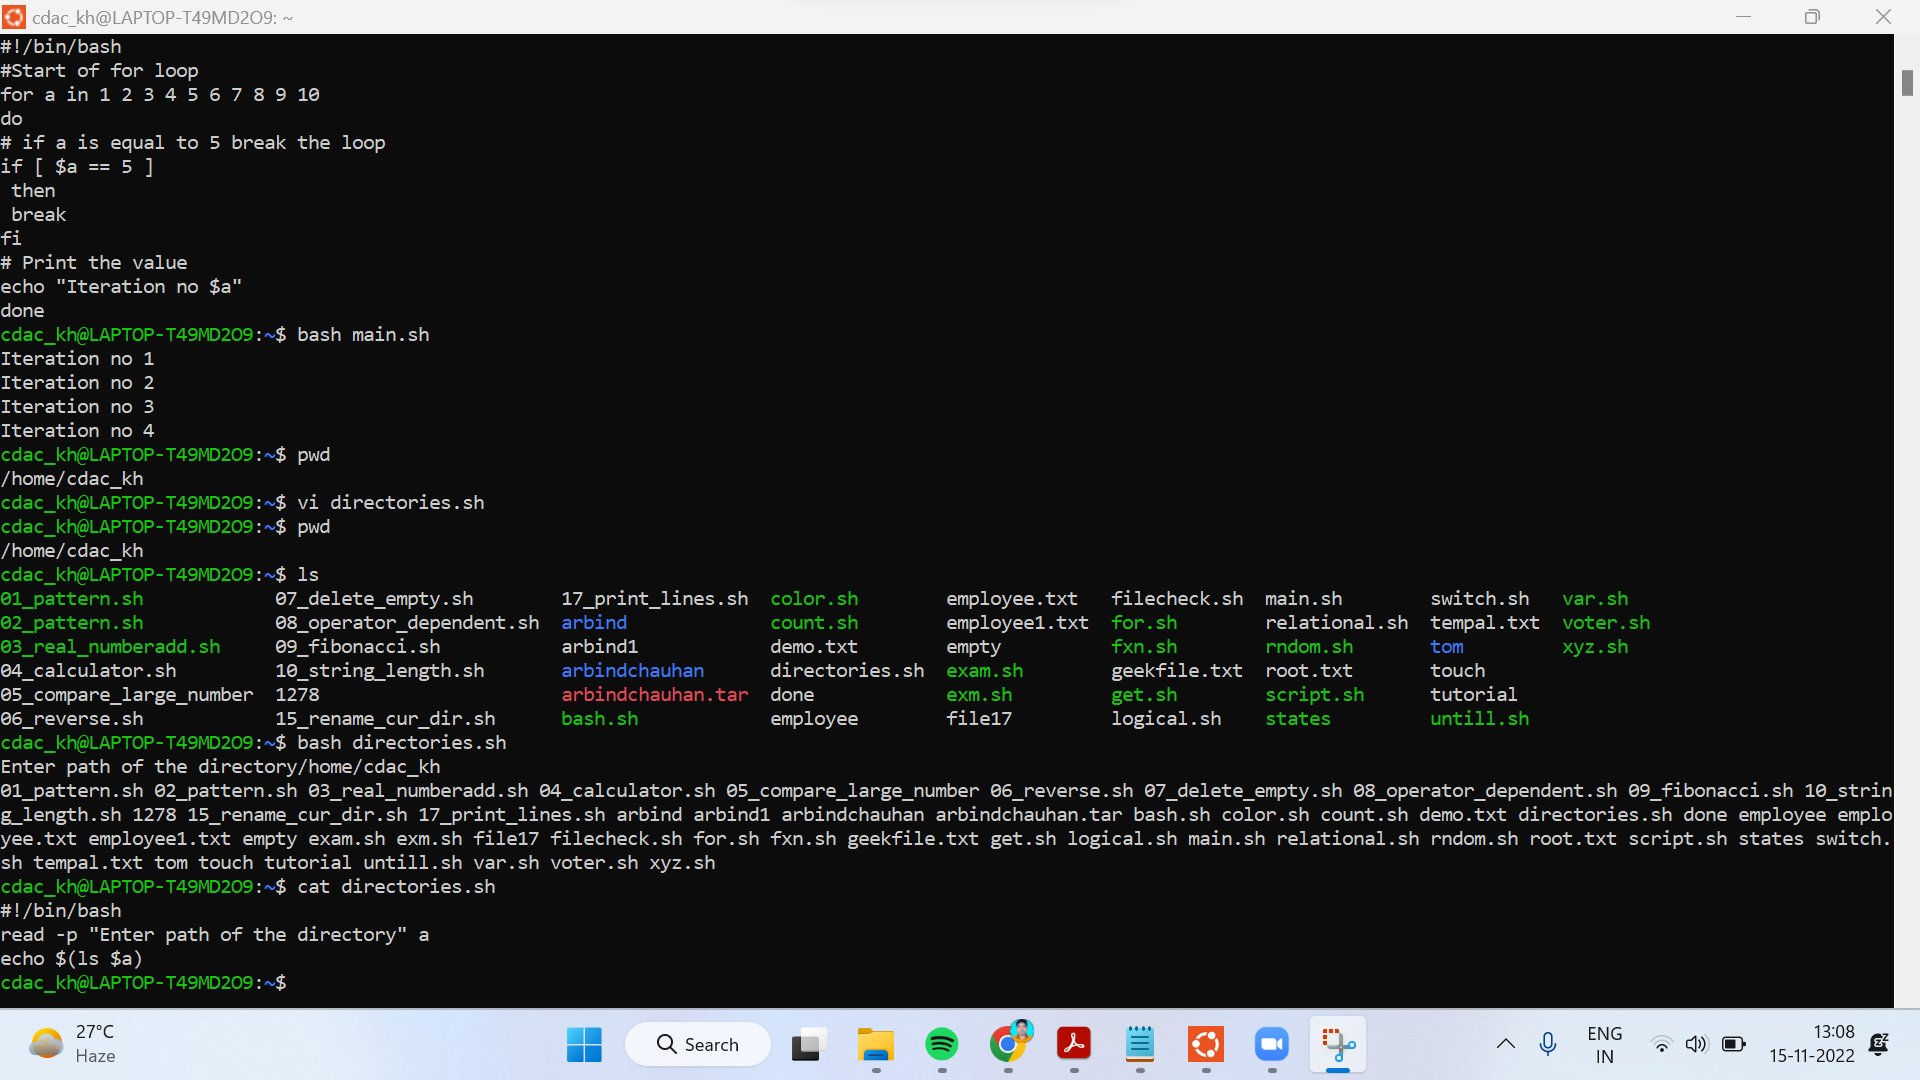 cdac_kh@LAPTOP-T49MD2O9: ~
#!/bin/bash
#Start of for loop
for a in 1 2 3 4 5 6 7 8 9 10
do
# if a is equal to 5 break the loop
if [ $a == 5 ]
 then
 break
fi
# Print the value
echo "Iteration no $a"
done
cdac_kh@LAPTOP-T49MD2O9:~$ bash main.sh
Iteration no 1
Iteration no 2
Iteration no 3
Iteration no 4
cdac_kh@LAPTOP-T49MD2O9:~$ pwd
/home/cdac_kh
cdac_kh@LAPTOP-T49MD2O9:~$ vi directories.sh
cdac_kh@LAPTOP-T49MD2O9:~$ pwd
/home/cdac_kh
cdac_kh@LAPTOP-T49MD2O9:~$ ls
01_pattern.sh 07_delete_empty.sh 17_print_lines.sh color.sh employee.txt filecheck.sh main.sh switch.sh var.sh
02_pattern.sh 08_operator_dependent.sh arbind count.sh employee1.txt for.sh relational.sh tempal.txt voter.sh
03_real_numberadd.sh 09_fibonacci.sh arbind1 demo.txt empty fxn.sh rndom.sh tom xyz.sh
04_calculator.sh 10_string_length.sh arbindchauhan directories.sh exam.sh geekfile.txt root.txt touch
05_compare_large_number 1278 arbindchauhan.tar done exm.sh get.sh script.sh tutorial
06_reverse.sh 15_rename_cur_dir.sh bash.sh employee file17 logical.sh states untill.sh
cdac_kh@LAPTOP-T49MD2O9:~$ bash directories.sh
Enter path of the directory/home/cdac_kh
01_pattern.sh 02_pattern.sh 03_real_numberadd.sh 04_calculator.sh 05_compare_large_number 06_reverse.sh 07_delete_empty.sh 08_operator_dependent.sh 09_fibonacci.sh 10_strin
g_length.sh 1278 15_rename_cur_dir.sh 17_print_lines.sh arbind arbind1 arbindchauhan arbindchauhan.tar bash.sh color.sh count.sh demo.txt directories.sh done employee emplo
yee.txt employee1.txt empty exam.sh exm.sh file17 filecheck.sh for.sh fxn.sh geekfile.txt get.sh logical.sh main.sh relational.sh rndom.sh root.txt script.sh states switch.
sh tempal.txt tom touch tutorial untill.sh var.sh voter.sh xyz.sh
cdac_kh@LAPTOP-T49MD2O9:~$ cat directories.sh
#!/bin/bash
read -p "Enter path of the directory" a
echo $(ls $a)
cdac_kh@LAPTOP-T49MD2O9:~$
27°C
Haze
Search
ENG
IN
13:08
15-11-2022